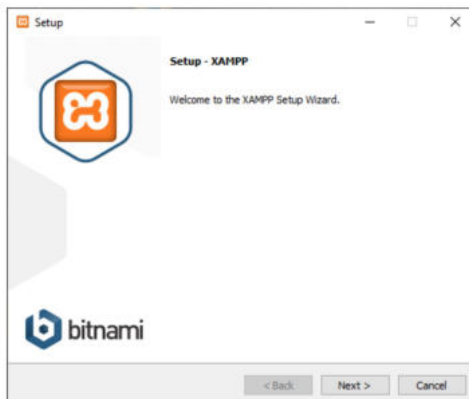 Setup
Setup - XAMPP
Welcome to the XAMPP Setup Wizard.
bitnami
< Back Next > Cancel